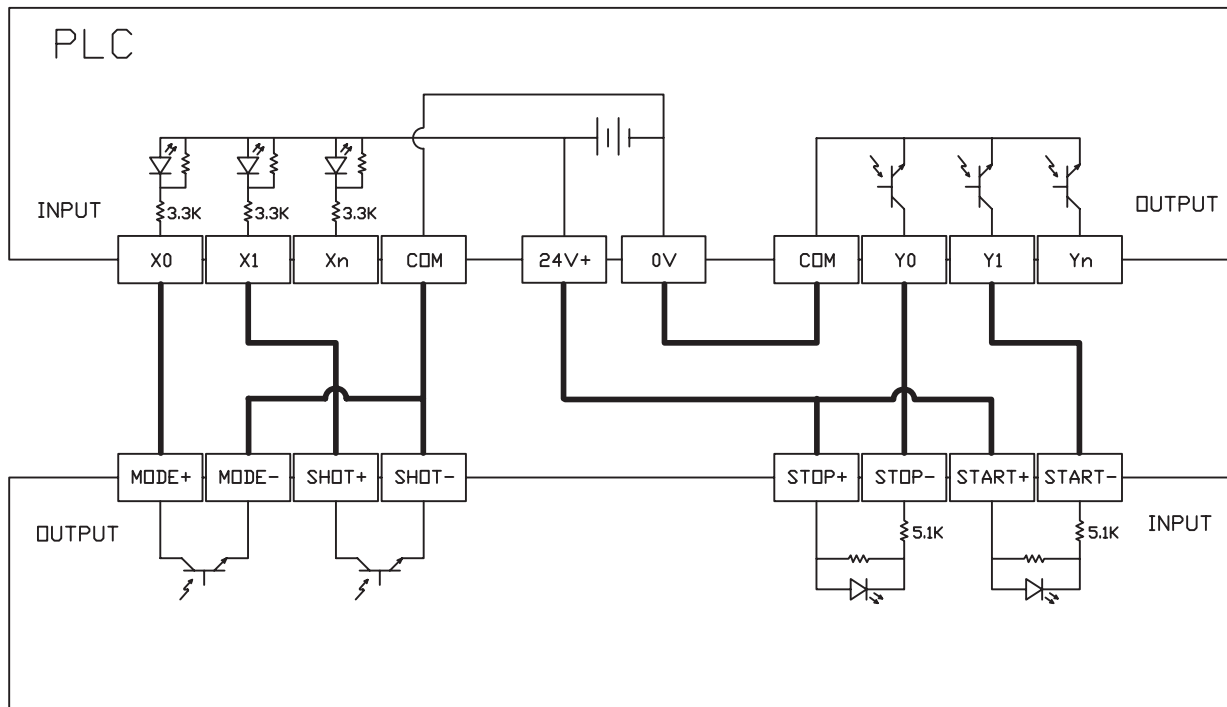 PLC
INPUT
3.3K
3.3K
3.3K
OUTPUT
X0
X1
Xn
COM
24V+
0V
COM
Y0
Y1
Yn
MODE+
MODE-
SHOT+
SHOT-
STOP+
STOP-
START+
START-
OUTPUT
5.1K
5.1K
INPUT